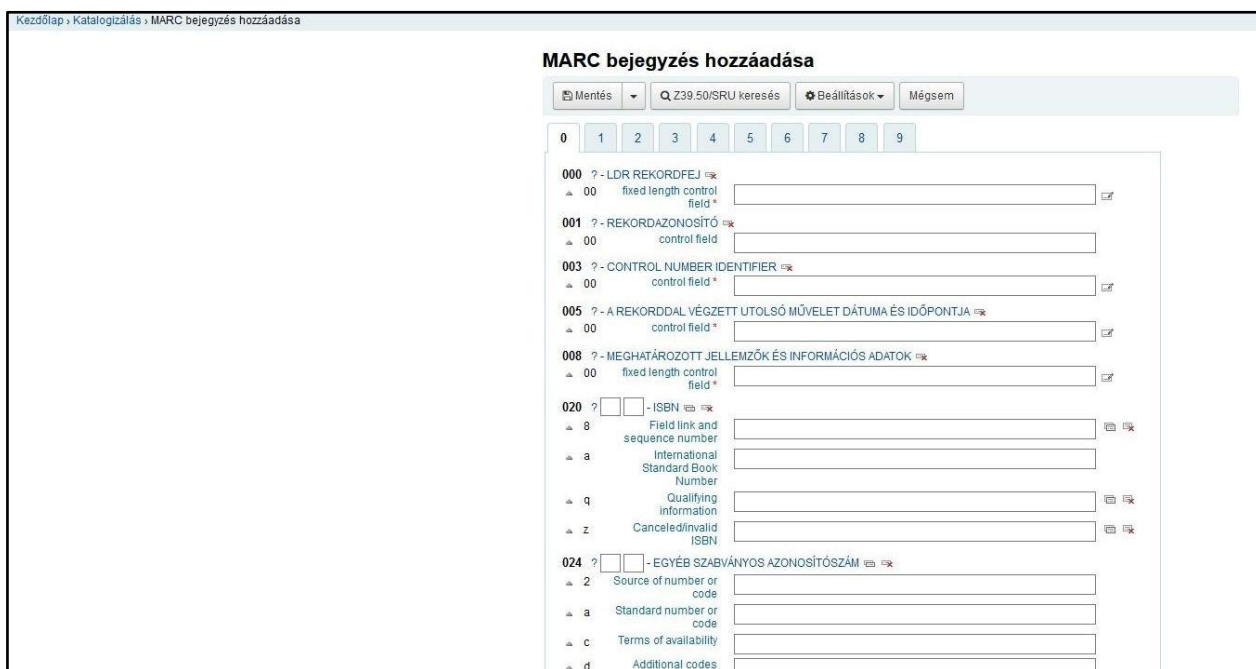 Kezdőlap › Katalogizálás › MARC bejegyzés hozzáadása
MARC bejegyzés hozzáadása
Mentés Z39.50/SRU keresés Beállítások Mégsem
0 1 2 3 4 5 6 7 8 9
000 ? - LDR REKORDFEJ
00 fixed length control
field *
001 ? - REKORDAZONOSÍTÓ
00 control field
003 ? - CONTROL NUMBER IDENTIFIER
00 control field *
005 ? - A REKORDDAL VÉGZETT UTOLSÓ MŰVELET DÁTUMA ÉS IDŐPONTJA
00 control field *
008 ? - MEGHATÁROZOTT JELLEMZŐK ÉS INFORMÁCIÓS ADATOK
00 fixed length control
field *
020 ? - ISBN
8 Field link and
sequence number
a International
Standard Book
Number
q Qualifying
information
z Canceled/invalid
ISBN
024 ? - EGYÉB SZABVÁNYOS AZONOSÍTÓSZÁM
2 Source of number or
code
a Standard number or
code
c Terms of availability
d Additional codes